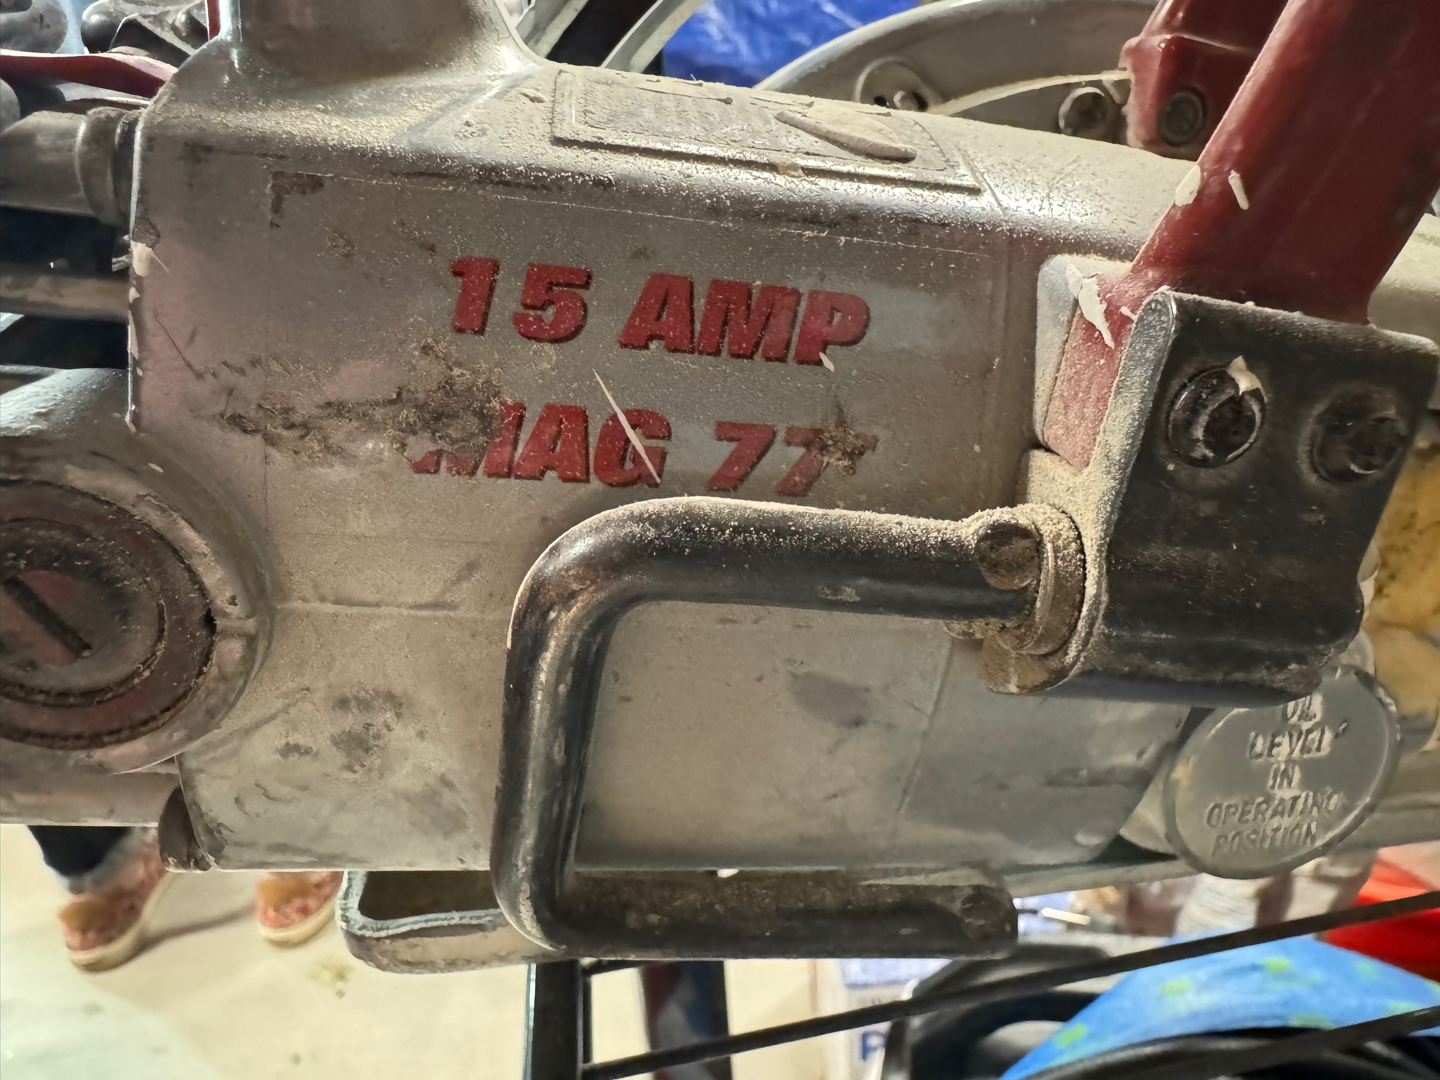 15 AMP
MAG 77
OIL
LEVEL
IN
OPERATING
POSITION